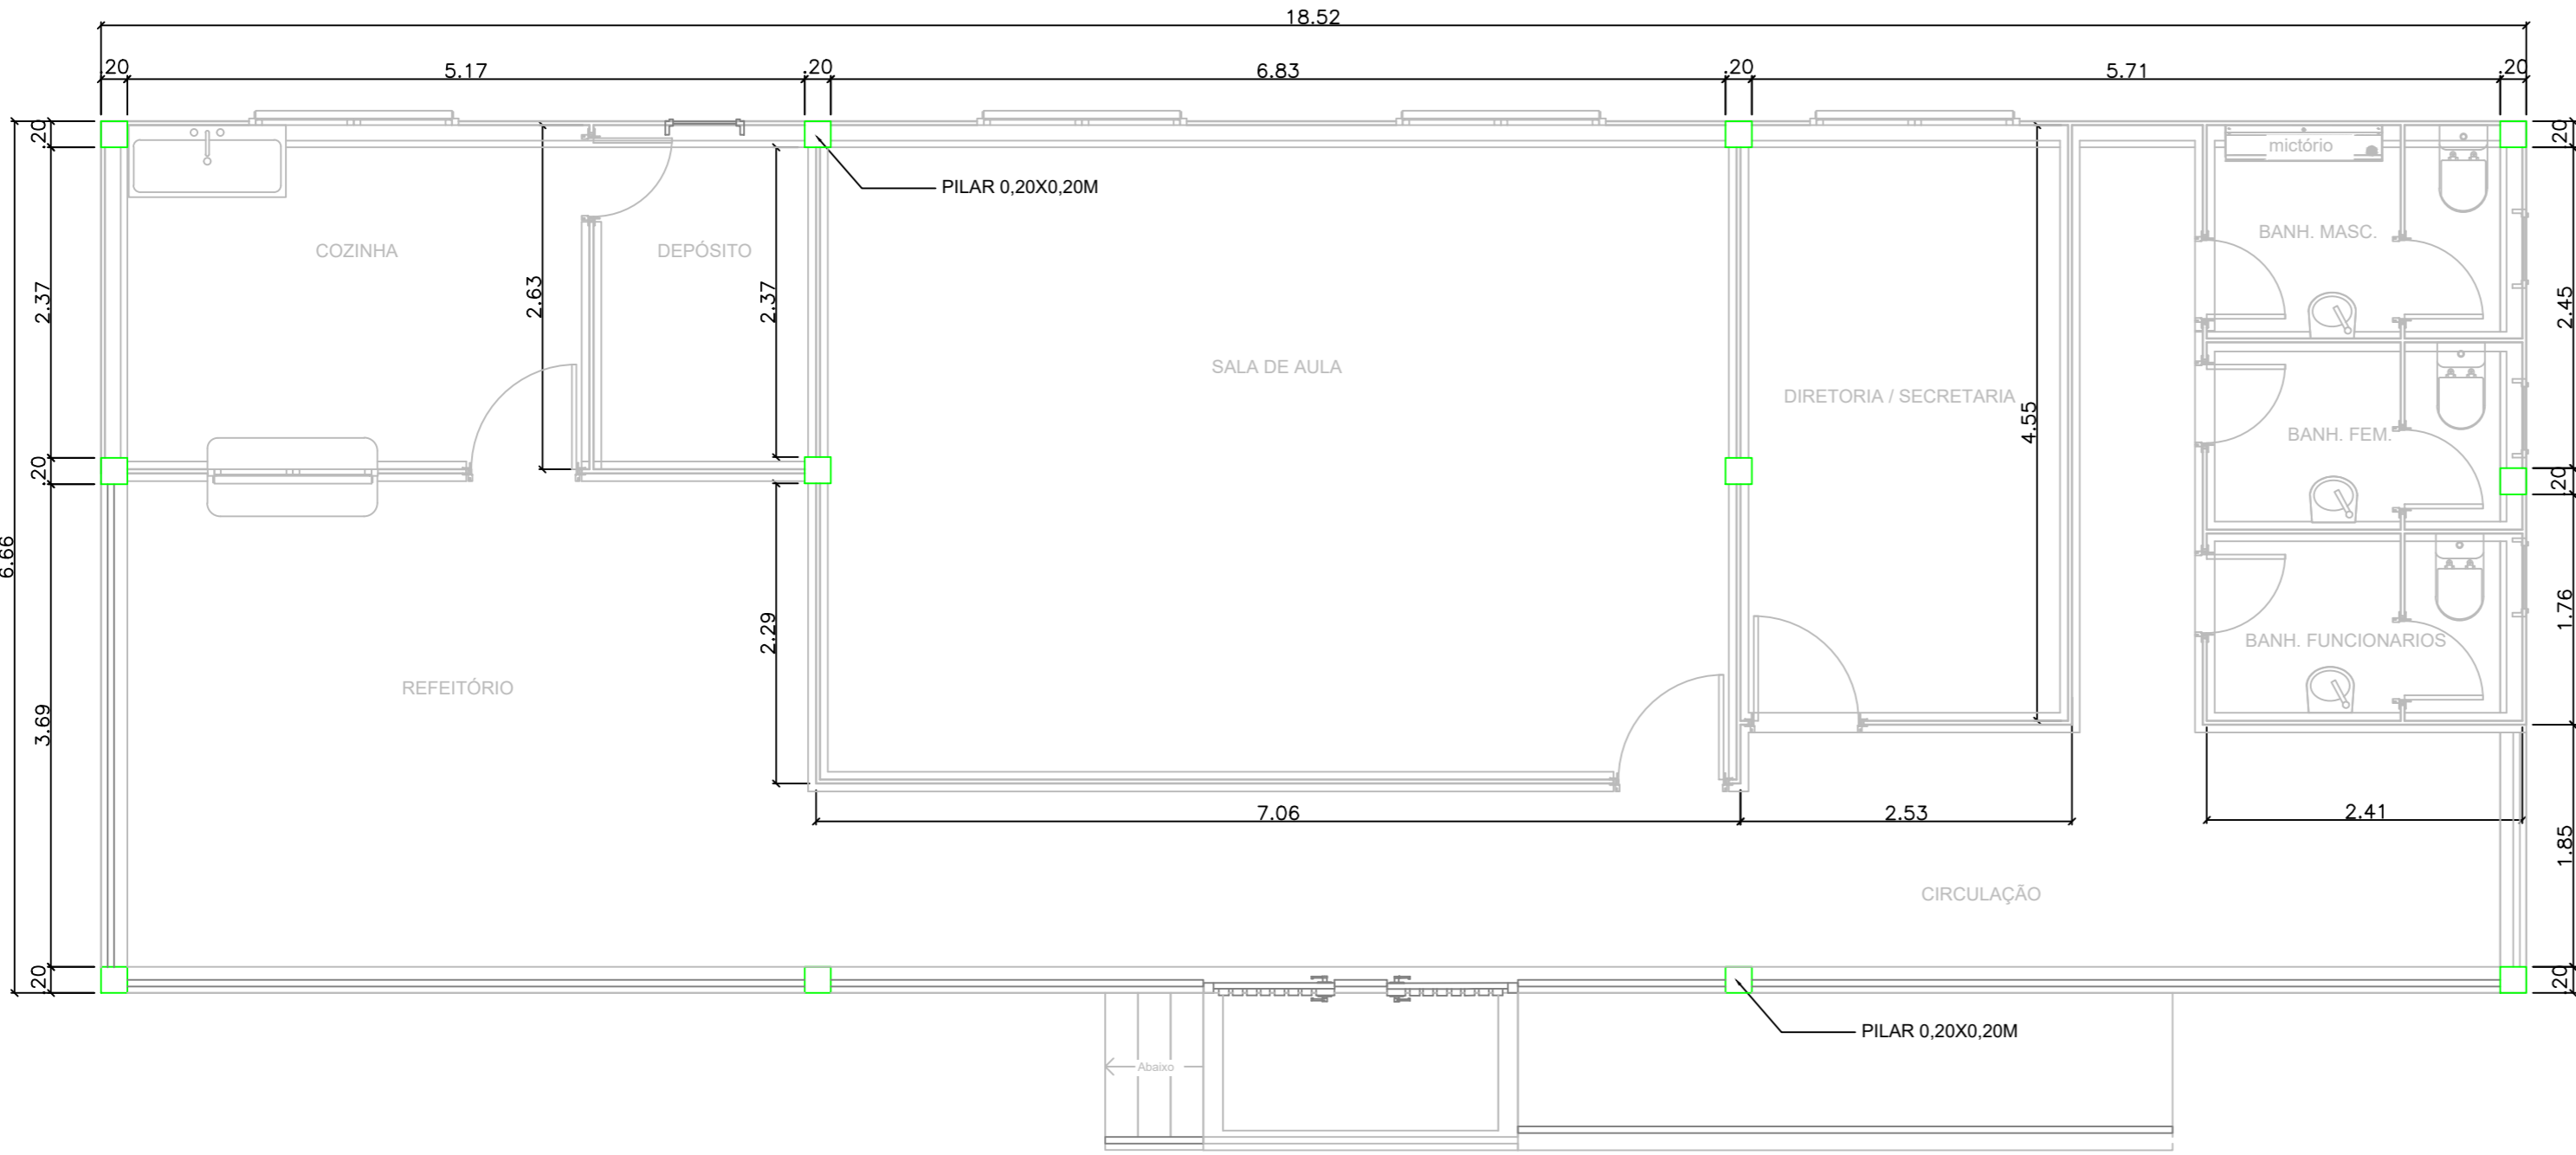 18.52
.20
5.17
.20
6.83
.20
5.71
.20
.20
.20
mictório
PILAR 0,20X0,20M
BANH. MASC.
COZINHA
DEPÓSITO
2.37
2.63
2.37
2.45
SALA DE AULA
DIRETORIA / SECRETARIA
4.55
BANH. FEM.
.20
.20
6.66
2.29
1.76
BANH. FUNCIONARIOS
REFEITÓRIO
3.69
7.06
2.53
2.41
1.85
CIRCULAÇÃO
.20
.20
PILAR 0,20X0,20M
Abaixo